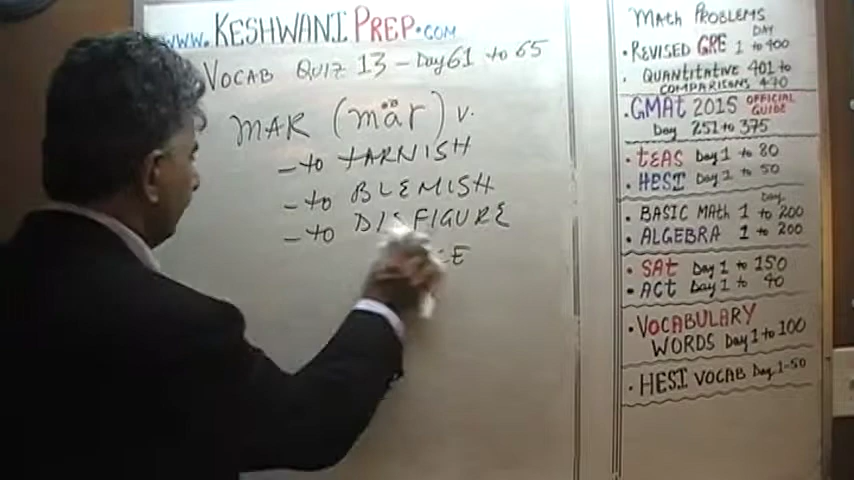 www.KESHWANI PREP.COM
VOCAB QUIZ 13 - Day 61 to 65
MAR (mär) v.
- to TARNISH
- to BLEMISH
- to DISFIGURE
CE
MATH PROBLEMS
• REVISED GRE DAY 1 to 400
• QUANTITATIVE 401 to
COMPARISONS 470
• GMAt 2015 OFFICIAL GUIDE
Day 251 to 375
• tEAS Day 1 to 80
• HESI Day 1 to 50
Day
• BASIC MAtH 1 to 200
• ALGEBRA 1 to 200
• SAt Day 1 to 150
• ACt Day 1 to 40
• VOCABULARY
WORDS Day 1 to 100
• HESI VOCAB Day 1-50